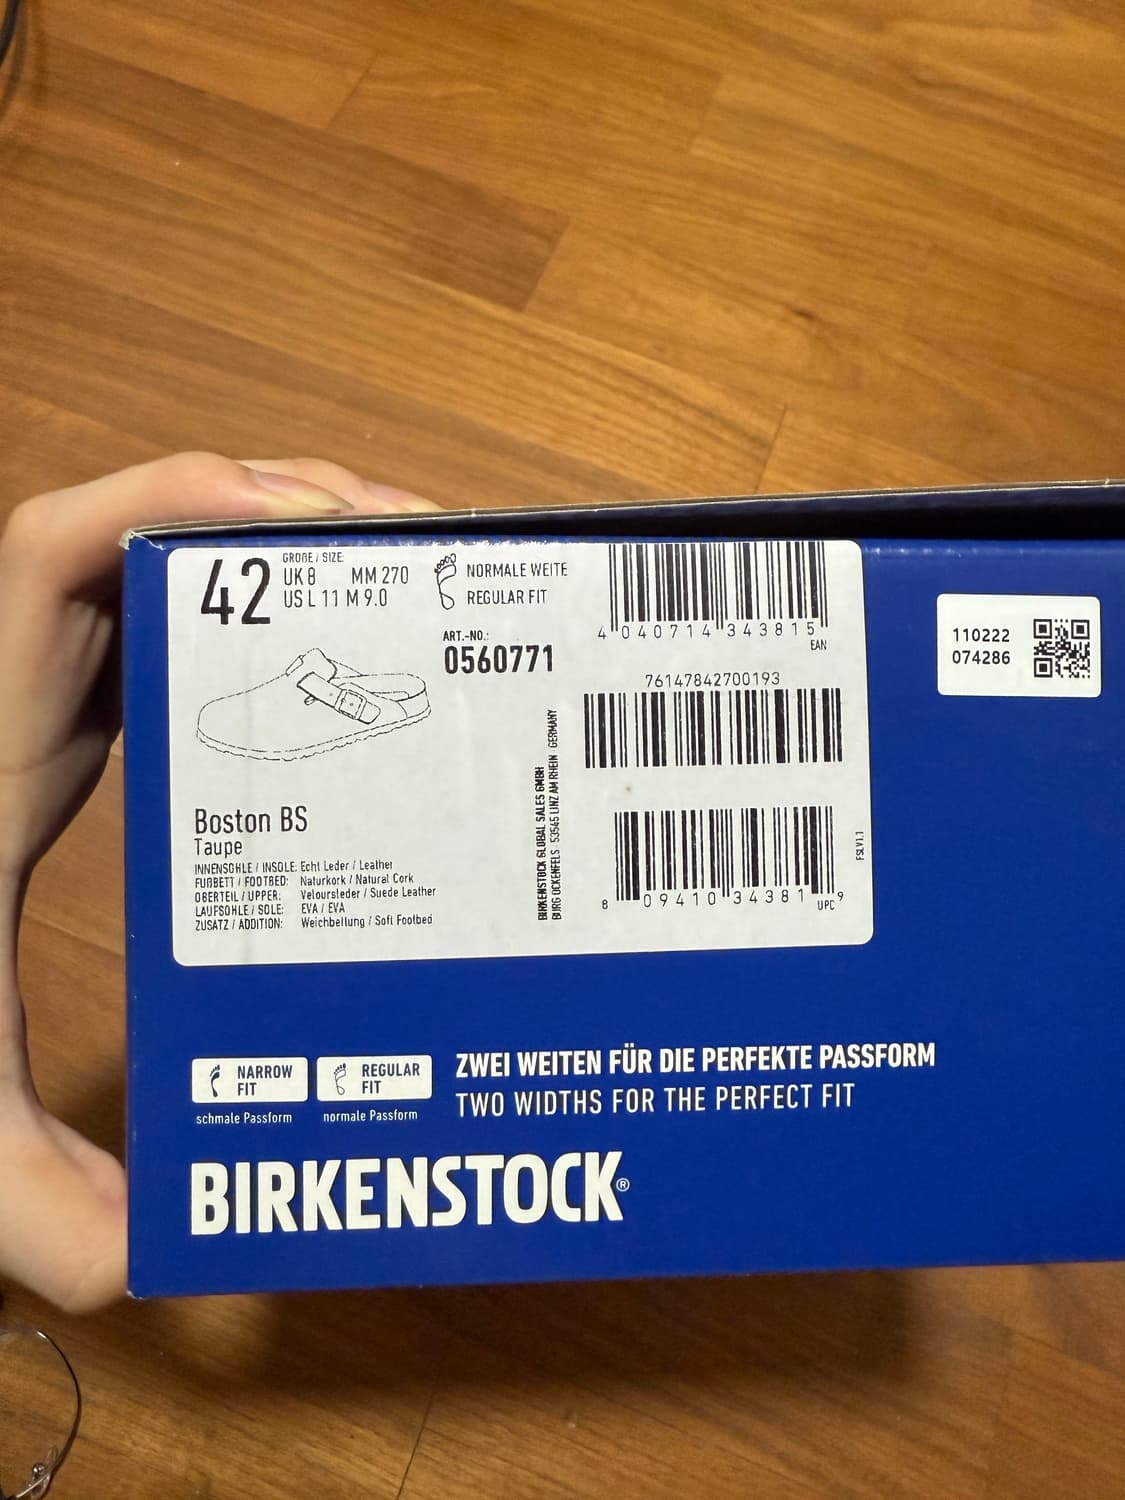 42
GRÖßE / SIZE:
UK 8 MM 270
US L 11 M 9.0
NORMALE WEITE
REGULAR FIT
ART.-NO.:
0560771
4 040714 343815
EAN
76147842700193
8 09410 34381 9
UPC
FSLV1.1
BIRKENSTOCK GLOBAL SALES GMBH
BURG OCKENFELS 53545 LINZ AM RHEIN GERMANY
Boston BS
Taupe
INNENSOHLE / INSOLE: Echt Leder / Leather
FUẞBETT / FOOTBED: Naturkork / Natural Cork
OBERTEIL / UPPER: Veloursleder / Suede Leather
LAUFSOHLE / SOLE: EVA / EVA
ZUSATZ / ADDITION: Weichbettung / Soft Footbed
110222
074286
NARROW
FIT
schmale Passform
REGULAR
FIT
normale Passform
ZWEI WEITEN FÜR DIE PERFEKTE PASSFORM
TWO WIDTHS FOR THE PERFECT FIT
BIRKENSTOCK®